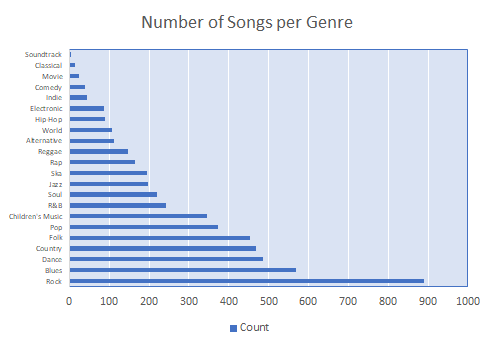 Number of Songs per Genre
Soundtrack
Classical
Movie
Comedy
Indie
Electronic
Hip Hop
World
Alternative
Reggae
Rap
Ska
Jazz
Soul
R&B
Children's Music
Pop
Folk
Country
Dance
Blues
Rock
0 100 200 300 400 500 600 700 800 900 1000
Count